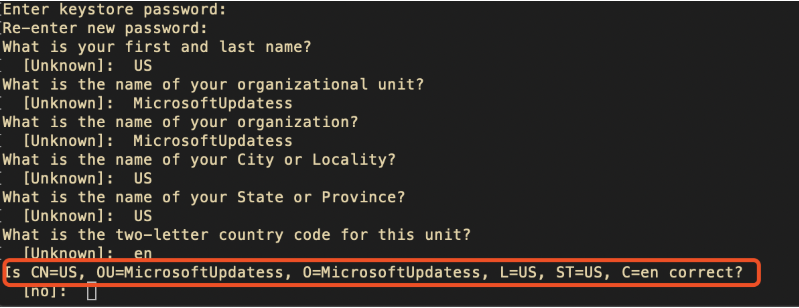 [Enter keystore password:
[Re-enter new password:
What is your first and last name?
[ [Unknown]: US
What is the name of your organizational unit?
[ [Unknown]: MicrosoftUpdatess
What is the name of your organization?
[ [Unknown]: MicrosoftUpdatess
What is the name of your City or Locality?
[ [Unknown]: US
What is the name of your State or Province?
[ [Unknown]: US
What is the two-letter country code for this unit?
[ [Unknown]: en
Is CN=US, OU=MicrosoftUpdatess, O=MicrosoftUpdatess, L=US, ST=US, C=en correct?
[no]: